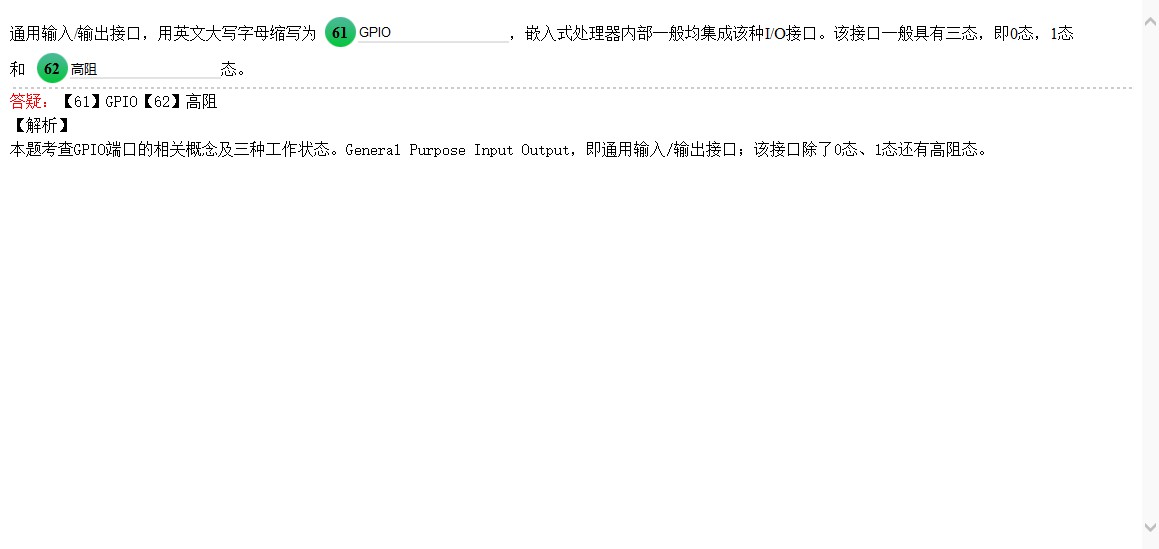 通用输入/输出接口，用英文大写字母缩写为 61 GPIO ，嵌入式处理器内部一般均集成该种I/O接口。该接口一般具有三态，即0态，1态
和 62 高阻 态。
答疑：【61】GPIO【62】高阻
【解析】
本题考查GPIO端口的相关概念及三种工作状态。General Purpose Input Output，即通用输入/输出接口；该接口除了0态、1态还有高阻态。